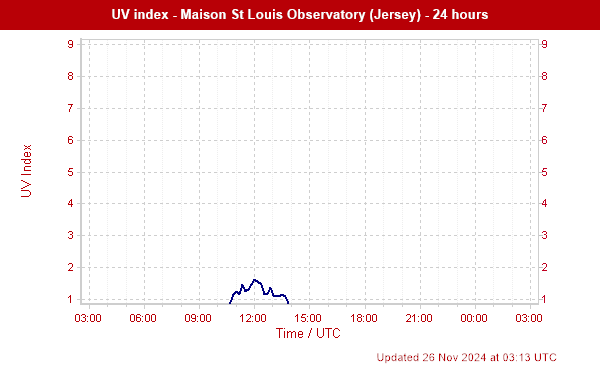 UV index - Maison St Louis Observatory (Jersey) - 24 hours
9 9
8 8
7 7
6 6
5 5
4 4
3 3
2 2
1 1
UV Index
03:00 06:00 09:00 12:00 15:00 18:00 21:00 00:00 03:00
Time / UTC
Updated 26 Nov 2024 at 03:13 UTC